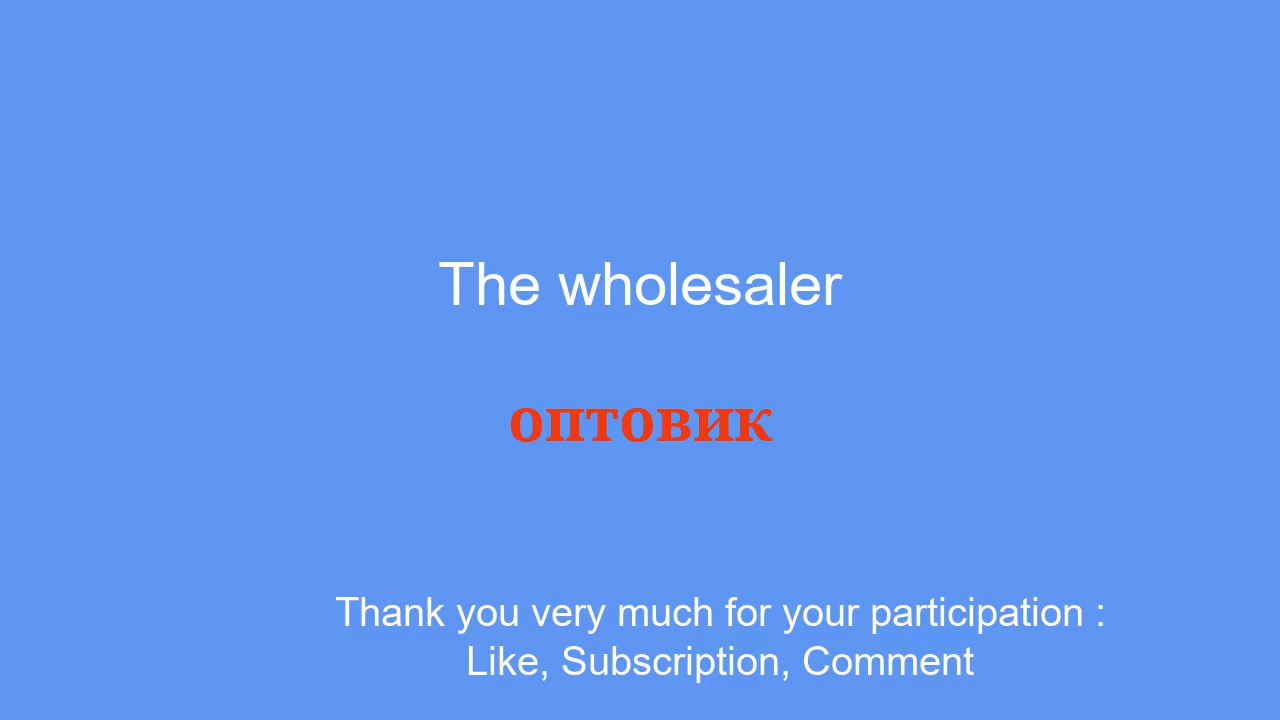 The wholesaler
оптовик
Thank you very much for your participation :
Like, Subscription, Comment